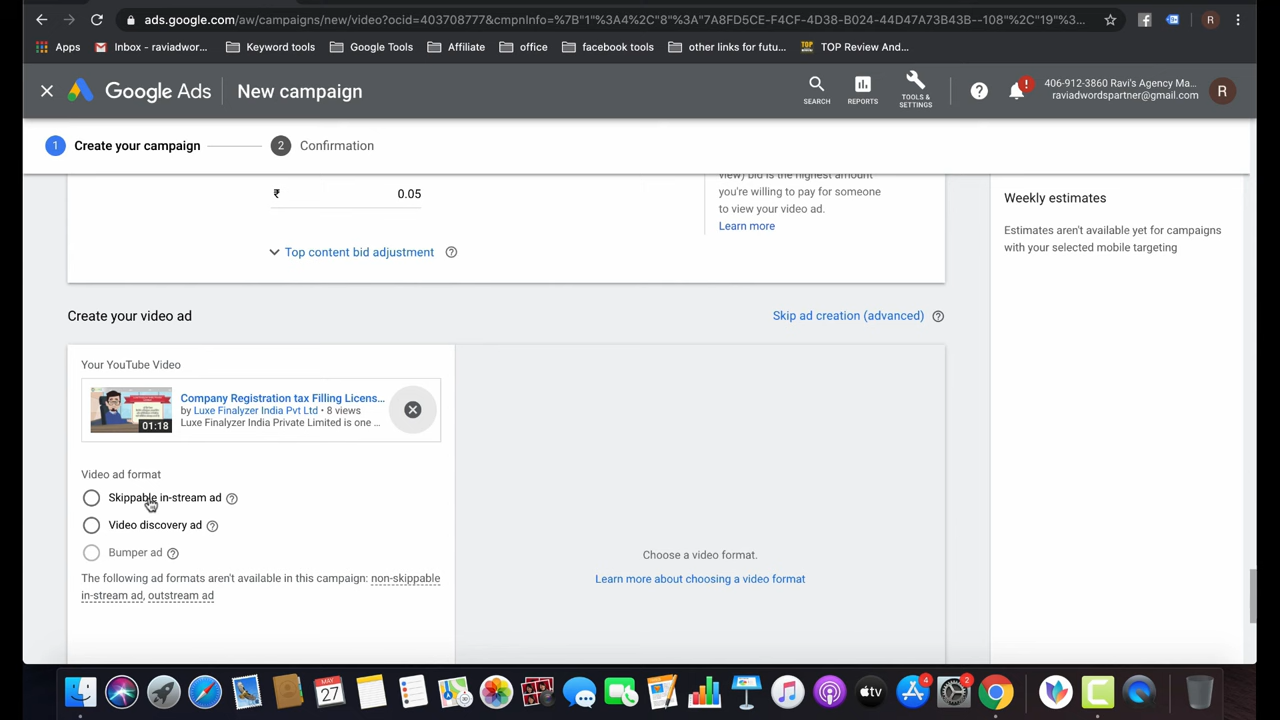 ads.google.com/aw/campaigns/new/video?ocid=403708777&cmpnInfo=%7B"1"%3A4%2C"8"%3A"7A8FD5CE-F4CF-4D38-B024-44D47A73B43B--108"%2C"19"%3...
R
Apps
Inbox - raviadwor...
Keyword tools
Google Tools
Affiliate
office
facebook tools
other links for futu...
TOP Review And...
Google Ads
New campaign
SEARCH
REPORTS
TOOLS &
SETTINGS
406-912-3860 Ravi's Agency Ma...
raviadwordspartner@gmail.com
R
1 Create your campaign
2 Confirmation
₹ 0.05
view) bid is the highest amount
you're willing to pay for someone
to view your video ad.
Learn more
Top content bid adjustment
Weekly estimates
Estimates aren't available yet for campaigns
with your selected mobile targeting
Create your video ad
Skip ad creation (advanced)
Your YouTube Video
Company Registration tax Filling Licens...
by Luxe Finalyzer India Pvt Ltd • 8 views
Luxe Finalyzer India Private Limited is one ...
01:18
Video ad format
Skippable in-stream ad
Video discovery ad
Bumper ad
The following ad formats aren't available in this campaign: non-skippable
in-stream ad, outstream ad
Choose a video format.
Learn more about choosing a video format
MAY
27
tv
4
2